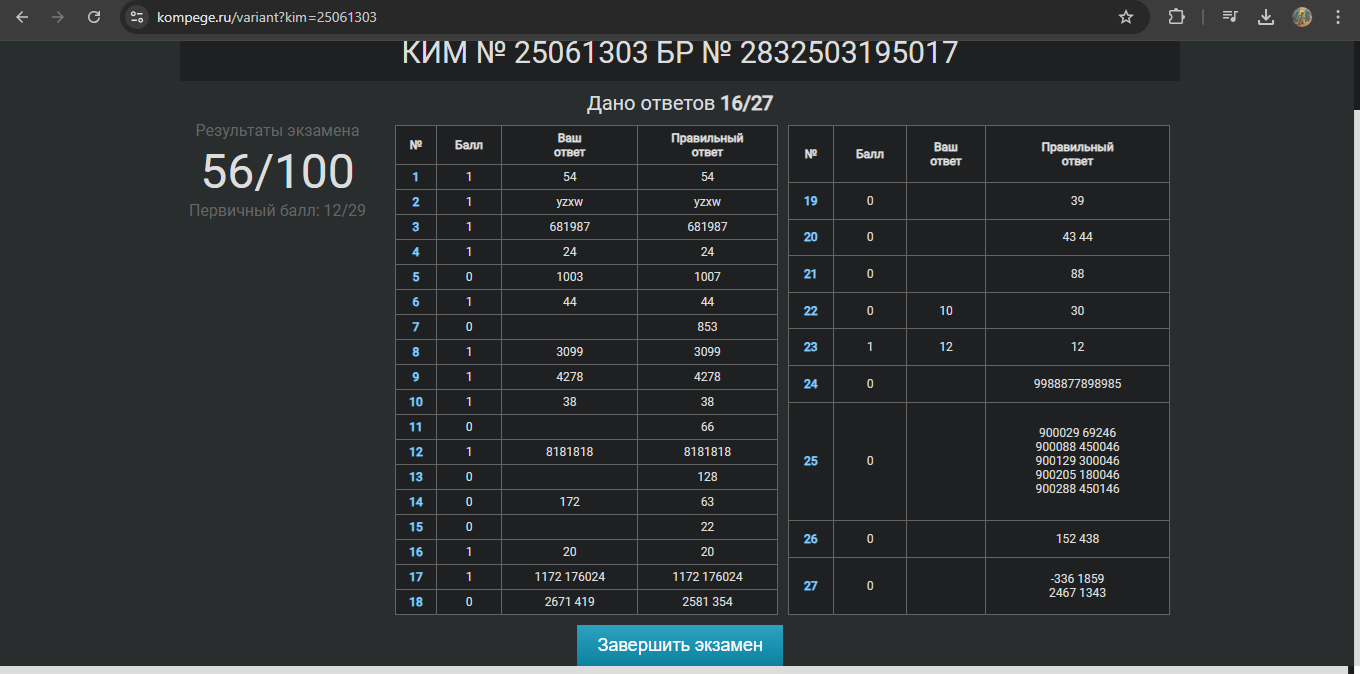 kompege.ru/variant?kim=25061303
КИМ № 25061303 БР № 2832503195017
Дано ответов 16/27
Результаты экзамена
56/100
Первичный балл: 12/29
№ Балл Ваш ответ Правильный ответ
1 1 54 54
2 1 yzxw yzxw
3 1 681987 681987
4 1 24 24
5 0 1003 1007
6 1 44 44
7 0 853
8 1 3099 3099
9 1 4278 4278
10 1 38 38
11 0 66
12 1 8181818 8181818
13 0 128
14 0 172 63
15 0 22
16 1 20 20
17 1 1172 176024 1172 176024
18 0 2671 419 2581 354
№ Балл Ваш ответ Правильный ответ
19 0 39
20 0 43 44
21 0 88
22 0 10 30
23 1 12 12
24 0 9988877898985
25 0 900029 69246
900088 450046
900129 300046
900205 180046
900288 450146
26 0 152 438
27 0 -336 1859
2467 1343
Завершить экзамен